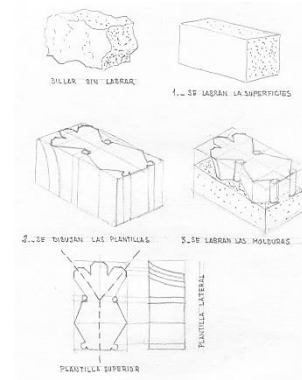 SILLAR SIN LABRAR
1._ SE LABRAN LA SUPERFICIES
2._ SE DIBUJAN LAS PLANTILLAS
3._ SE LABRAN LAS MOLDURAS
PLANTILLA LATERAL
PLANTILLA SUPERIOR